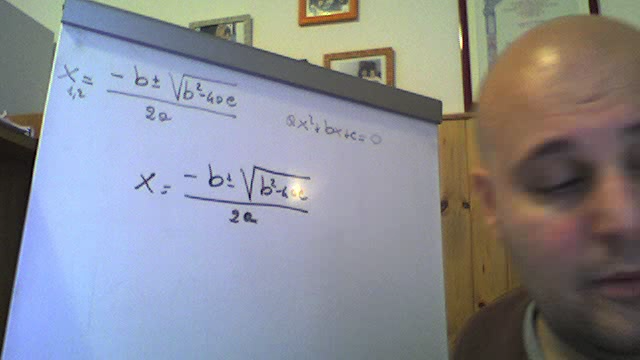 x₁,₂ = -b ± √b²-4ac / 2a
ax²+bx+c=0
x = -b ± √b²-4ac / 2a